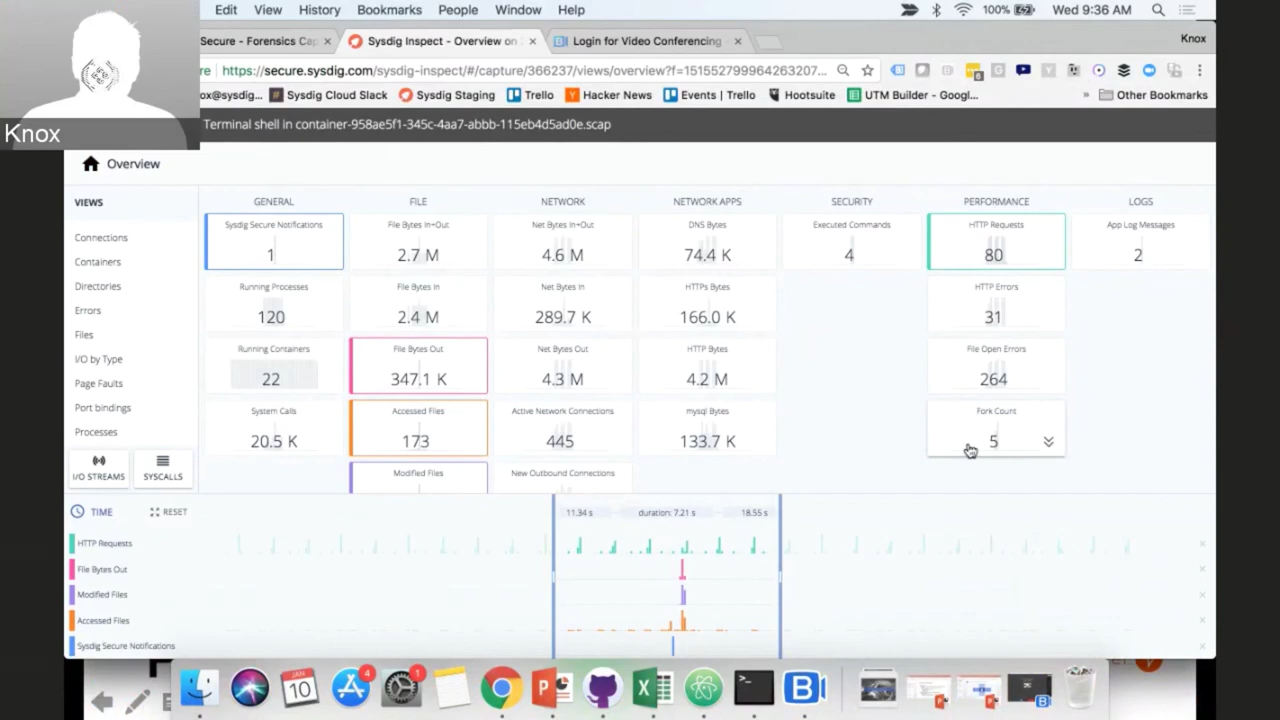 Edit View History Bookmarks People Window Help 100% Wed 9:36 AM
Secure - Forensics Cap × Sysdig Inspect - Overview on × Login for Video Conferencing × Knox
re https://secure.sysdig.com/sysdig-inspect/#/capture/366237/views/overview?f=151552799964263207...
ox@sysdig... Sysdig Cloud Slack Sysdig Staging Trello Hacker News Events | Trello Hootsuite UTM Builder - Googl... » Other Bookmarks
Knox
Terminal shell in container-958ae5f1-345c-4aa7-abbb-115eb4d5ad0e.scap
Overview
VIEWS
Connections
Containers
Directories
Errors
Files
I/O by Type
Page Faults
Port bindings
Processes
I/O STREAMS SYSCALLS
GENERAL FILE NETWORK NETWORK APPS SECURITY PERFORMANCE LOGS
Sysdig Secure Notifications File Bytes In+Out Net Bytes In+Out DNS Bytes Executed Commands HTTP Requests App Log Messages
1 2.7 M 4.6 M 74.4 K 4 80 2
Running Processes File Bytes In Net Bytes In HTTPs Bytes HTTP Errors
120 2.4 M 289.7 K 166.0 K 31
Running Containers File Bytes Out Net Bytes Out HTTP Bytes File Open Errors
22 347.1 K 4.3 M 4.2 M 264
System Calls Accessed Files Active Network Connections mysql Bytes Fork Count
20.5 K 173 445 133.7 K 5
Modified Files New Outbound Connections
TIME RESET 11.34 s duration: 7.21 s 18.55 s
HTTP Requests
File Bytes Out
Modified Files
Accessed Files
Sysdig Secure Notifications
JAN
10
4
1